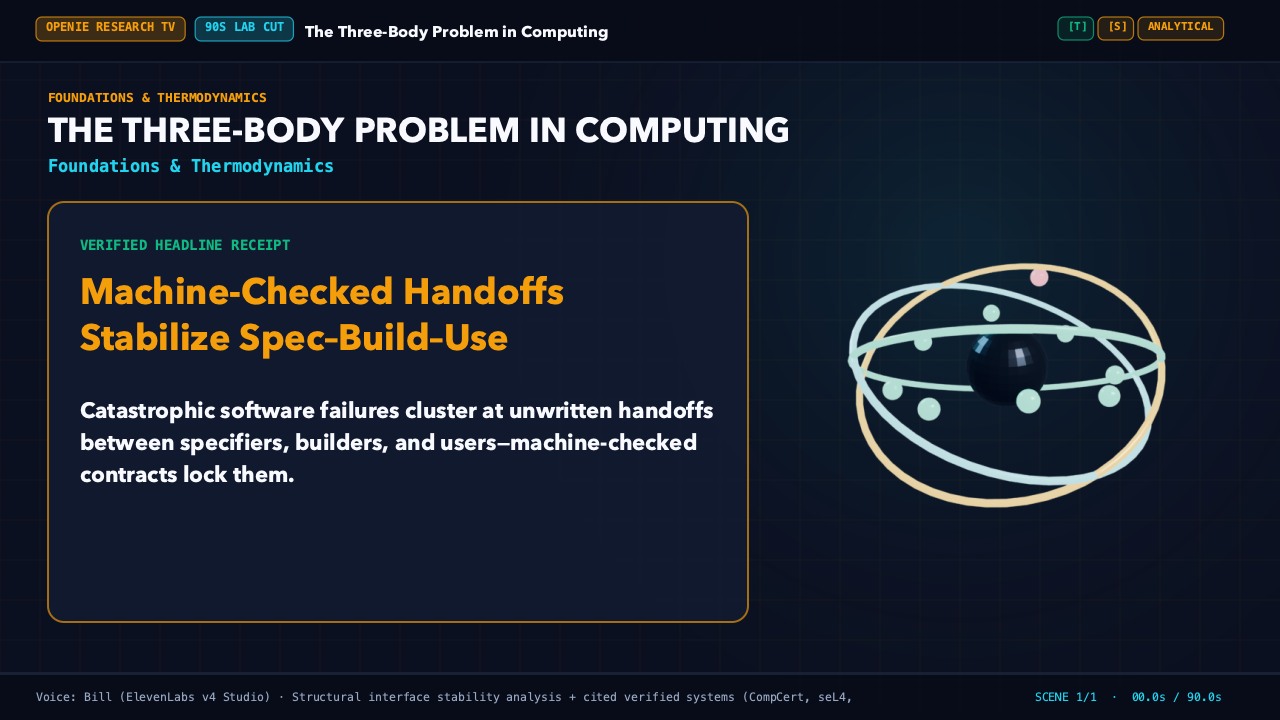 OPENIE RESEARCH TV
90S LAB CUT
The Three-Body Problem in Computing
[T]
[S]
ANALYTICAL
FOUNDATIONS & THERMODYNAMICS
THE THREE-BODY PROBLEM IN COMPUTING
Foundations & Thermodynamics
VERIFIED HEADLINE RECEIPT
Machine-Checked Handoffs
Stabilize Spec–Build–Use
Catastrophic software failures cluster at unwritten handoffs
between specifiers, builders, and users—machine-checked
contracts lock them.
Voice: Bill (ElevenLabs v4 Studio) · Structural interface stability analysis + cited verified systems (CompCert, seL4,
SCENE 1/1 · 00.0s / 90.0s